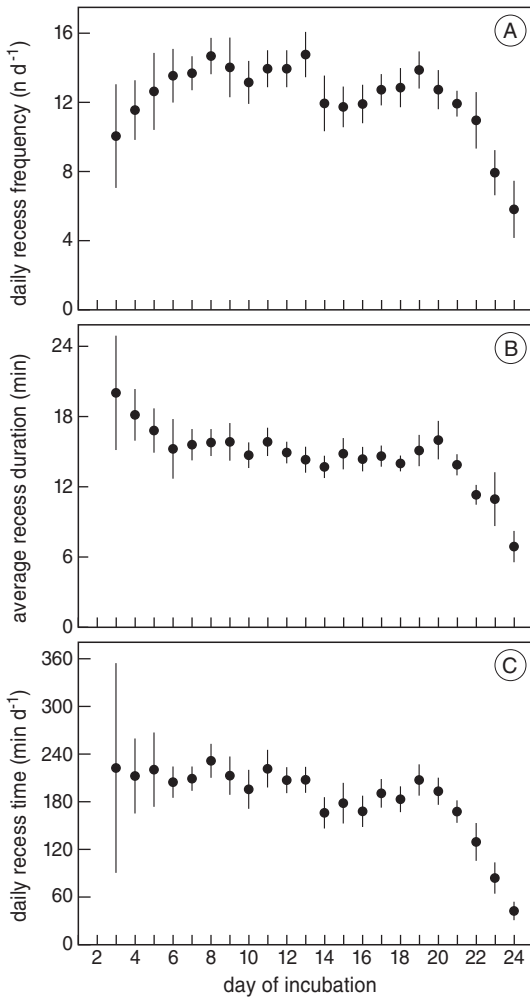 A
daily recess frequency (n d-1)
16
12
8
4
0
B
average recess duration (min)
24
18
12
6
0
C
daily recess time (min d-1)
360
300
240
180
120
60
0
2 4 6 8 10 12 14 16 18 20 22 24
day of incubation